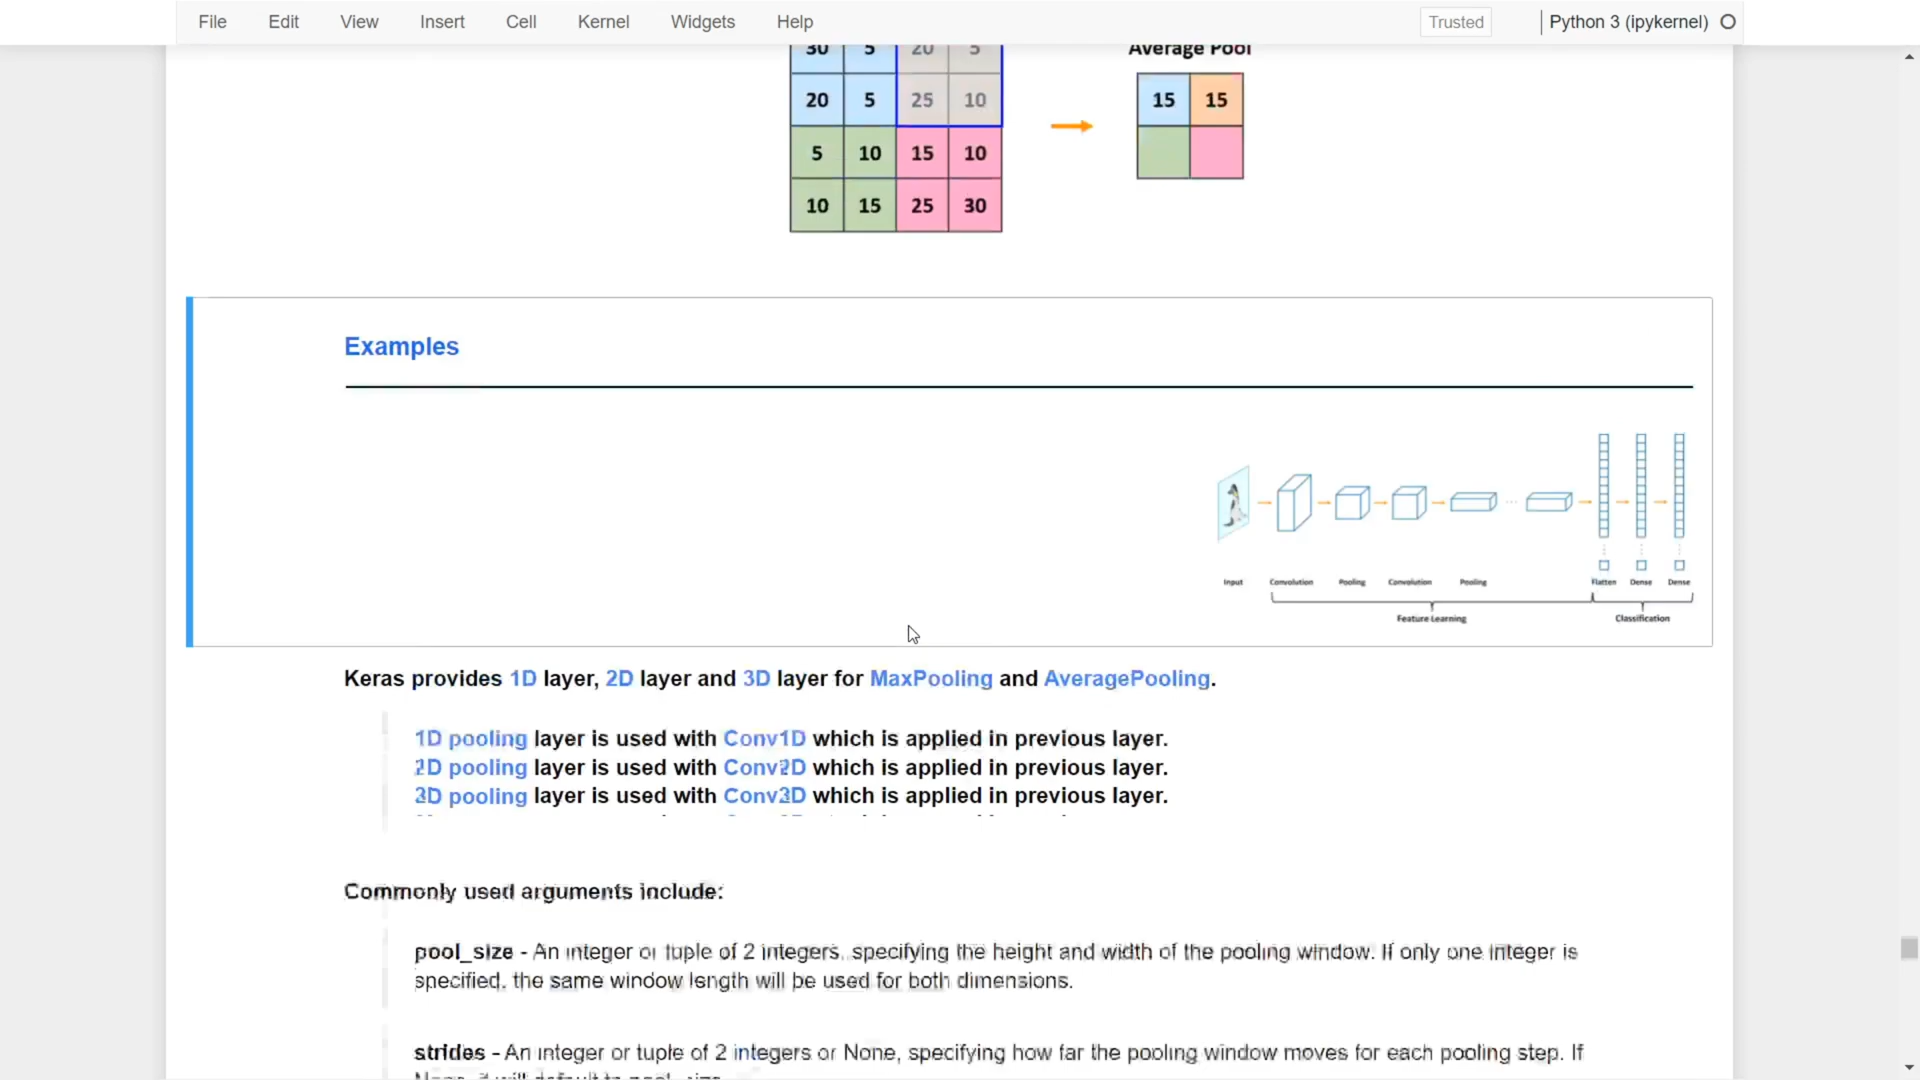 File Edit View Insert Cell Kernel Widgets Help Trusted Python 3 (ipykernel)
Average Pool
30 5 20 5
20 5 25 10
15 15
5 10 15 10
10 15 25 30
Examples
Input Convolution Pooling Convolution Pooling Flatten Dense Dense
Feature Learning Classification
Keras provides 1D layer, 2D layer and 3D layer for MaxPooling and AveragePooling.
1D pooling layer is used with Conv1D which is applied in previous layer.
2D pooling layer is used with Conv2D which is applied in previous layer.
3D pooling layer is used with Conv3D which is applied in previous layer.
Commonly used arguments include:
pool_size - An integer or tuple of 2 integers, specifying the height and width of the pooling window. If only one integer is
specified, the same window length will be used for both dimensions.
strides - An integer or tuple of 2 integers or None, specifying how far the pooling window moves for each pooling step. If